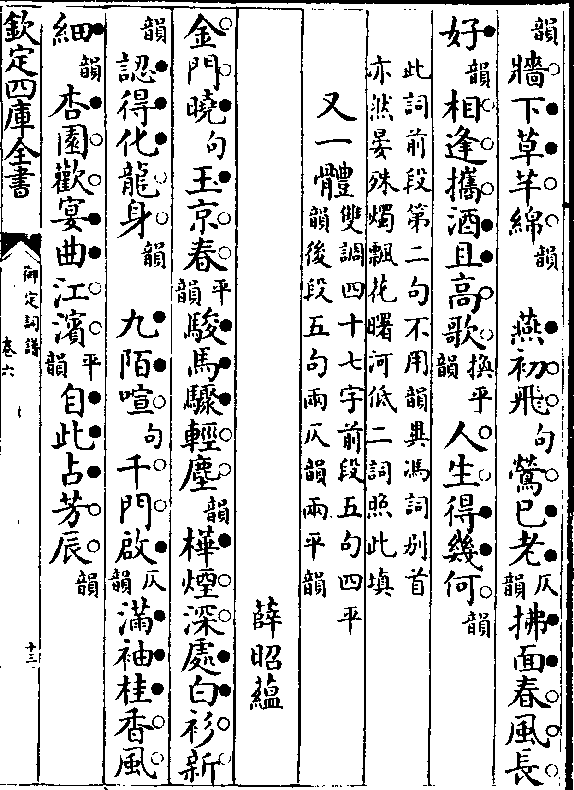 韻牆下草芊綿韻　燕初飛句鶯已老仄韻拂面春風長
好韻相逢攜酒且高歌換平韻人生得幾何韻
此詞前段第二句不用韻與馮詞別首
亦然晏殊燭飄花曙河低二詞照此填
又一體雙調四十七字前段五句四平
韻後段五句兩仄韻兩平韻
薛昭蘊
金門曉句玉京春平韻駿馬驟輕塵韻樺煙深處白衫新
韻認得化龍身韻　九陌喧句千門啟仄韻滿袖桂香風
細韻杏園歡宴曲江濱平韻自此占芳辰韻
欽定四庫全書
御定詞譜
卷六
十三